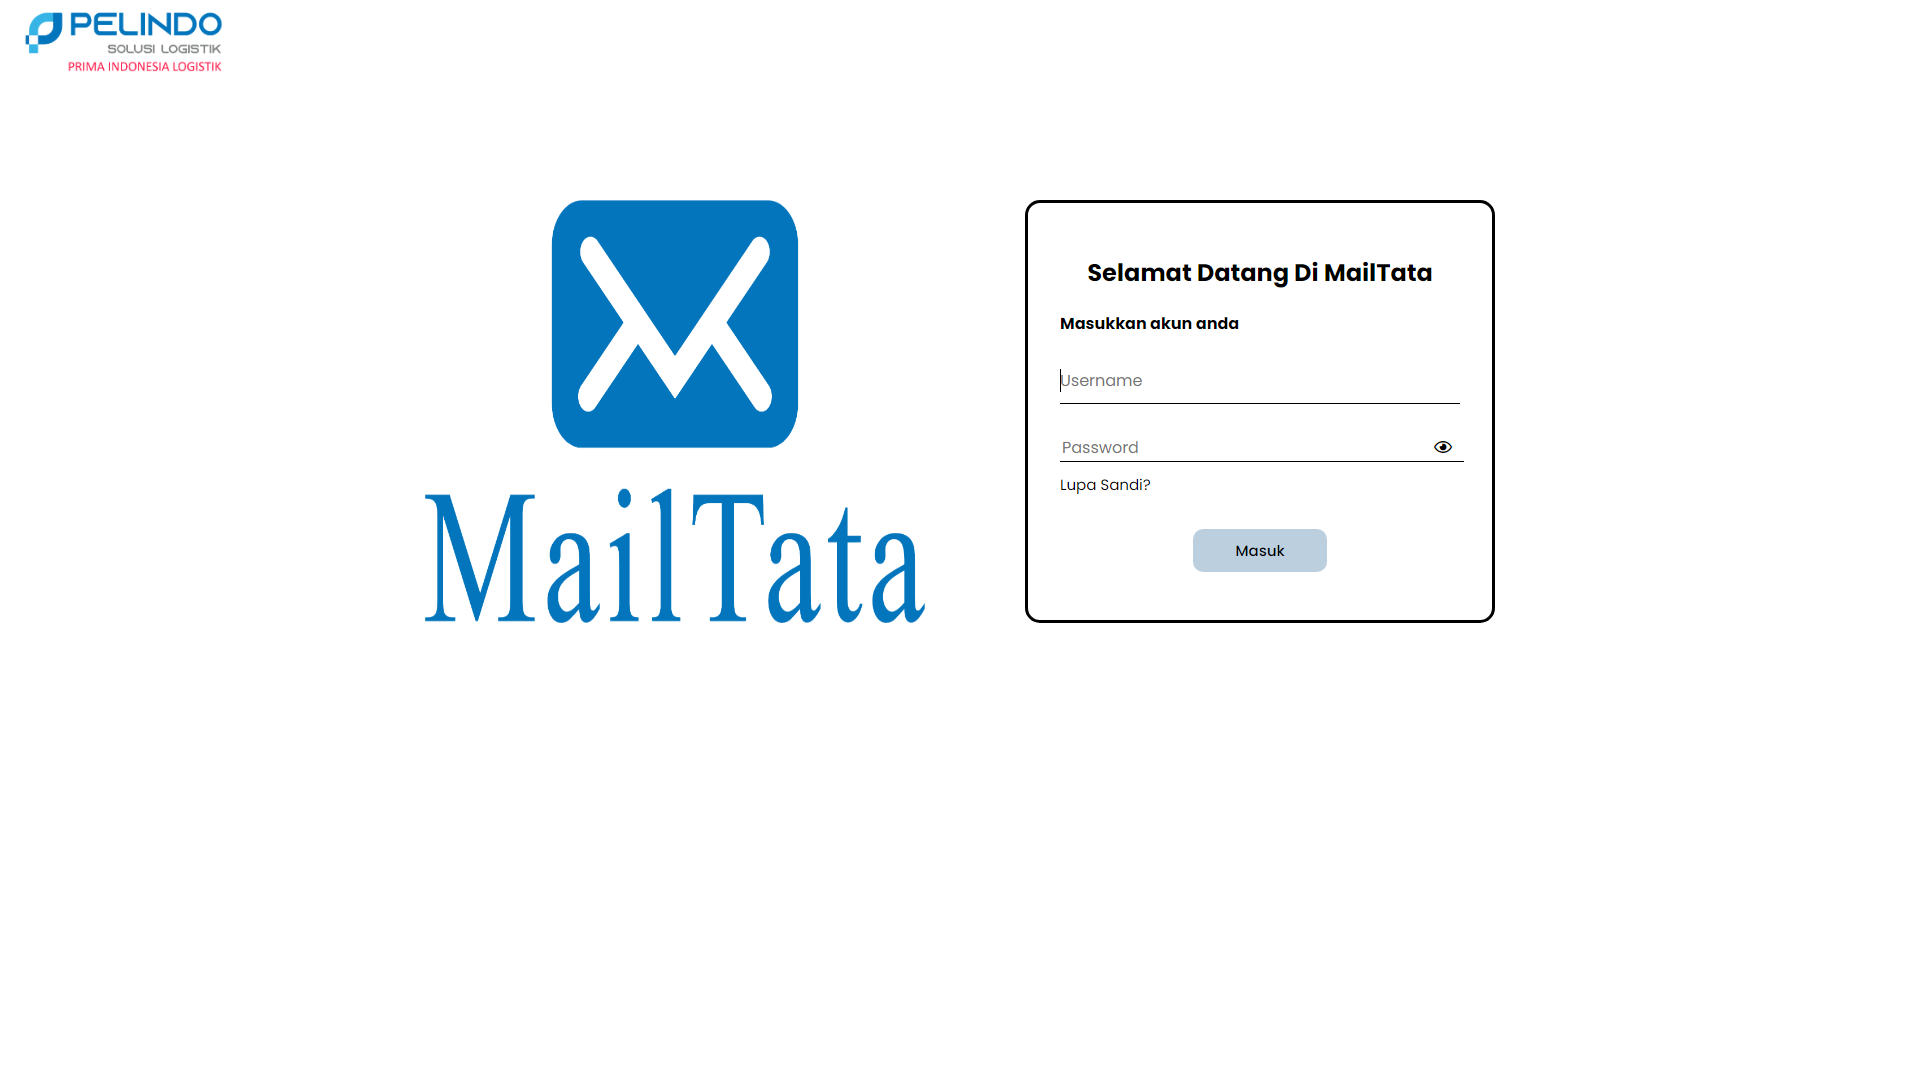 PELINDO
SOLUSI LOGISTIK
PRIMA INDONESIA LOGISTIK
MailTata
Selamat Datang Di MailTata
Masukkan akun anda
Username
Password
Lupa Sandi?
Masuk